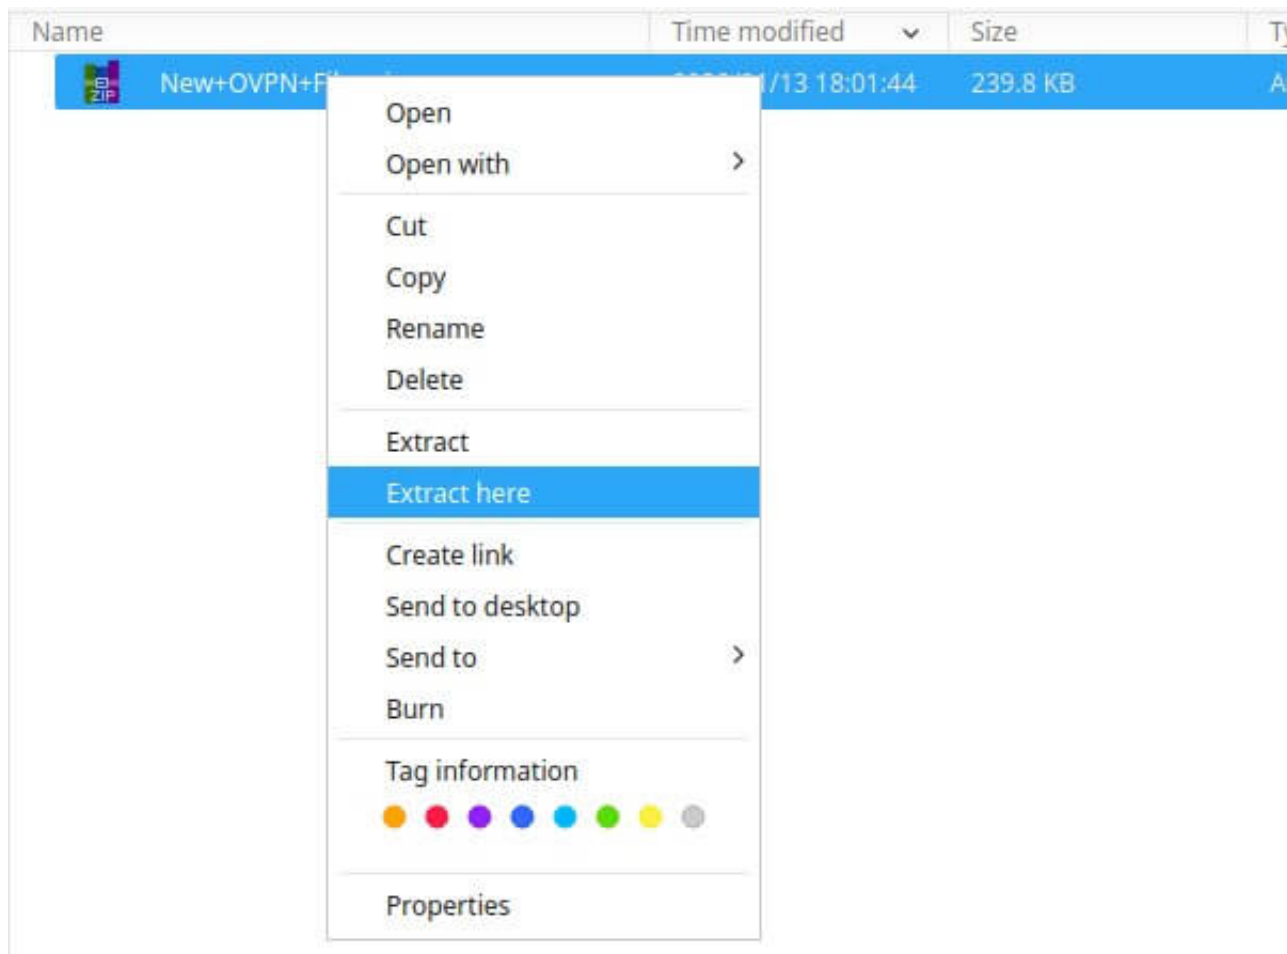 Name Time modified Size
ZIP New+OVPN+F /13 18:01:44 239.8 KB
Open
Open with
Cut
Copy
Rename
Delete
Extract
Extract here
Create link
Send to desktop
Send to
Burn
Tag information
Properties